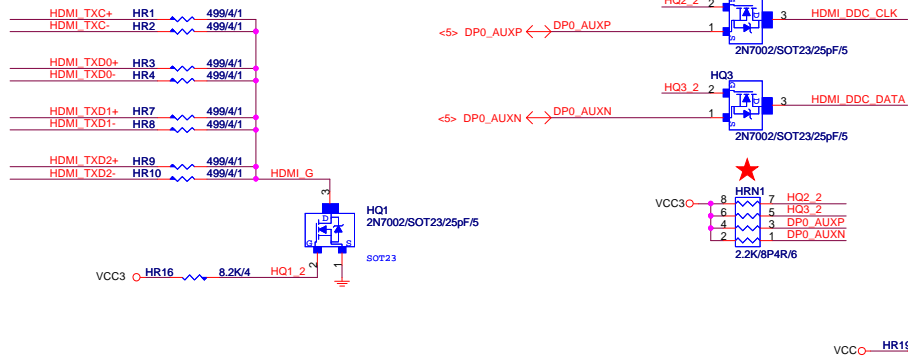 HDMI_TXC+ HR1 499/4/1
HDMI_TXC- HR2 499/4/1
HDMI_TXD0+ HR3 499/4/1
HDMI_TXD0- HR4 499/4/1
HDMI_TXD1+ HR7 499/4/1
HDMI_TXD1- HR8 499/4/1
HDMI_TXD2+ HR9 499/4/1
HDMI_TXD2- HR10 499/4/1 HDMI_G
3
D
G S
HQ1
2N7002/SOT23/25pF/5
SOT23
2 1
VCC3 HR16 8.2K/4 HQ1_2
HQ2_2 2
D
S
3 HDMI_DDC_CLK
<5> DP0_AUXP DP0_AUXP 1
2N7002/SOT23/25pF/5
HQ3
HQ3_2 2
G
D
S
3 HDMI_DDC_DATA
<5> DP0_AUXN DP0_AUXN 1
2N7002/SOT23/25pF/5
HRN1
VCC3 8 7 HQ2_2
6 5 HQ3_2
4 3 DP0_AUXP
2 1 DP0_AUXN
2.2K/8P4R/6
VCC HR19